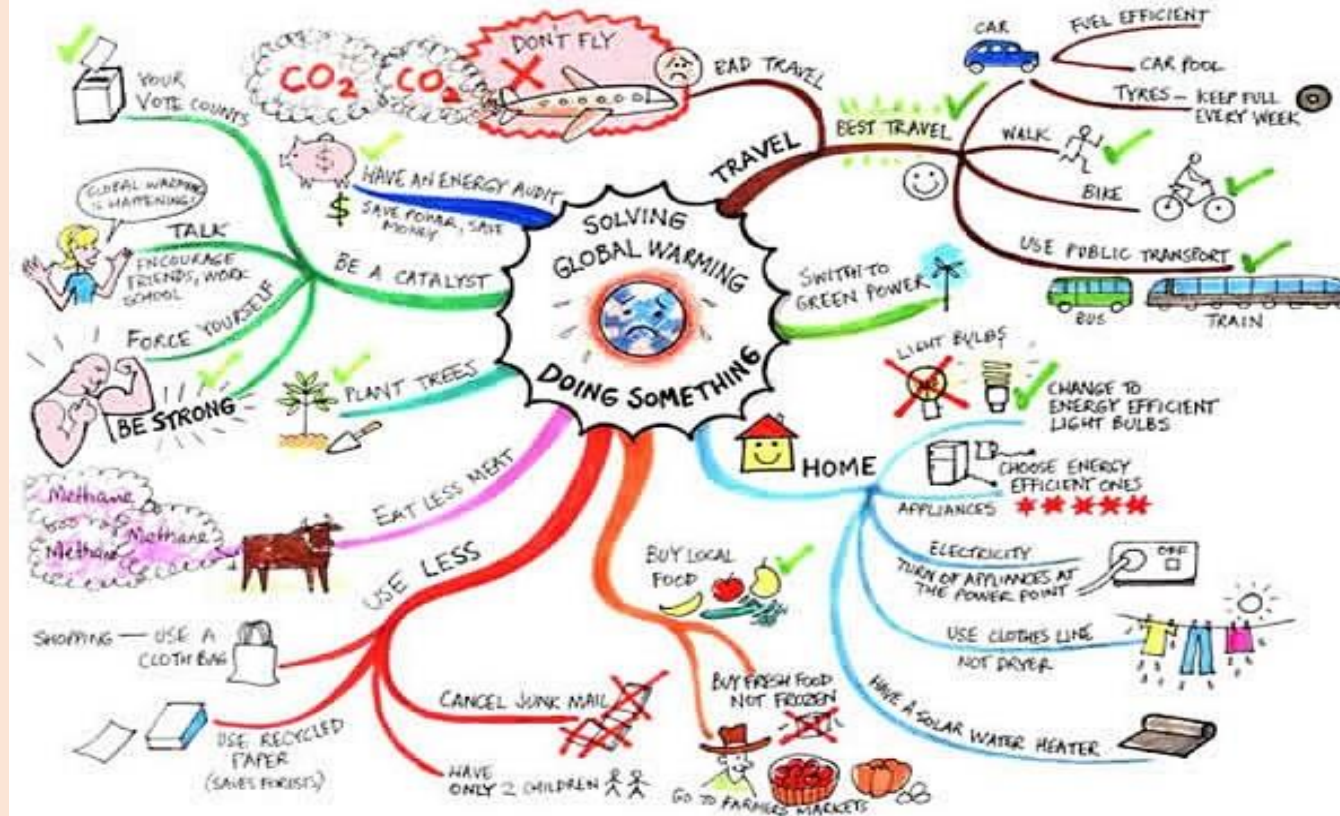 SOLVING
GLOBAL WARMING
DOING SOMETHING
TRAVEL
BAD TRAVEL
DON'T FLY
CO2
CO2
BEST TRAVEL
CAR
FUEL EFFICIENT
CAR POOL
TYRES – KEEP FULL
EVERY WEEK
WALK
BIKE
USE PUBLIC TRANSPORT
BUS
TRAIN
SWITCH TO
GREEN POWER
HOME
LIGHT BULBS
CHANGE TO
ENERGY EFFICIENT
LIGHT BULBS
CHOOSE ENERGY
EFFICIENT ONES
APPLIANCES
ELECTRICITY
TURN OF APPLIANCES AT
THE POWER POINT
OFF
USE CLOTHES LINE
NOT DRYER
HAVE A SOLAR
WATER HEATER
BUY LOCAL
FOOD
BUY FRESH FOOD
NOT FROZEN
GO TO FARMERS MARKETS
USE LESS
SHOPPING — USE A
CLOTH BAG
USE RECYCLED
PAPER
(SAVES FORISTS)
CANCEL JUNK MAIL
HAVE
ONLY 2 CHILDREN
EAT LESS MEAT
Methane
Methane
Methane
PLANT TREES
BE A CATALYST
YOUR
VOTE COUNTS
GLOBAL WARMING
IS HAPPENING!
TALK
ENCOURAGE
FRIENDS, WORK
SCHOOL
FORCE YOURSELF
BE STRONG
HAVE AN ENERGY AUDIT
$
$
SAVE POWAR, SAVE
MONEY